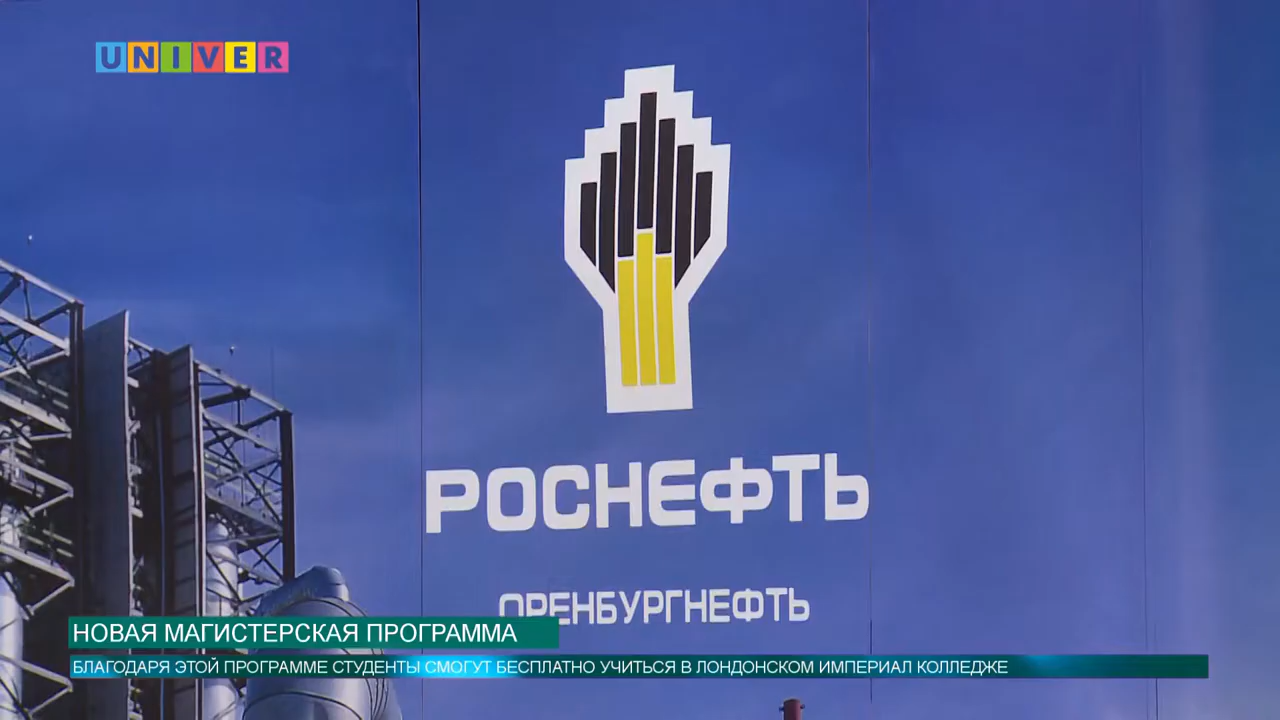 UNIVER
РОСНЕФТЬ
ОРЕНБУРГНЕФТЬ
НОВАЯ МАГИСТЕРСКАЯ ПРОГРАММА
БЛАГОДАРЯ ЭТОЙ ПРОГРАММЕ СТУДЕНТЫ СМОГУТ БЕСПЛАТНО УЧИТЬСЯ В ЛОНДОНСКОМ ИМПЕРИАЛ КОЛЛЕДЖЕ